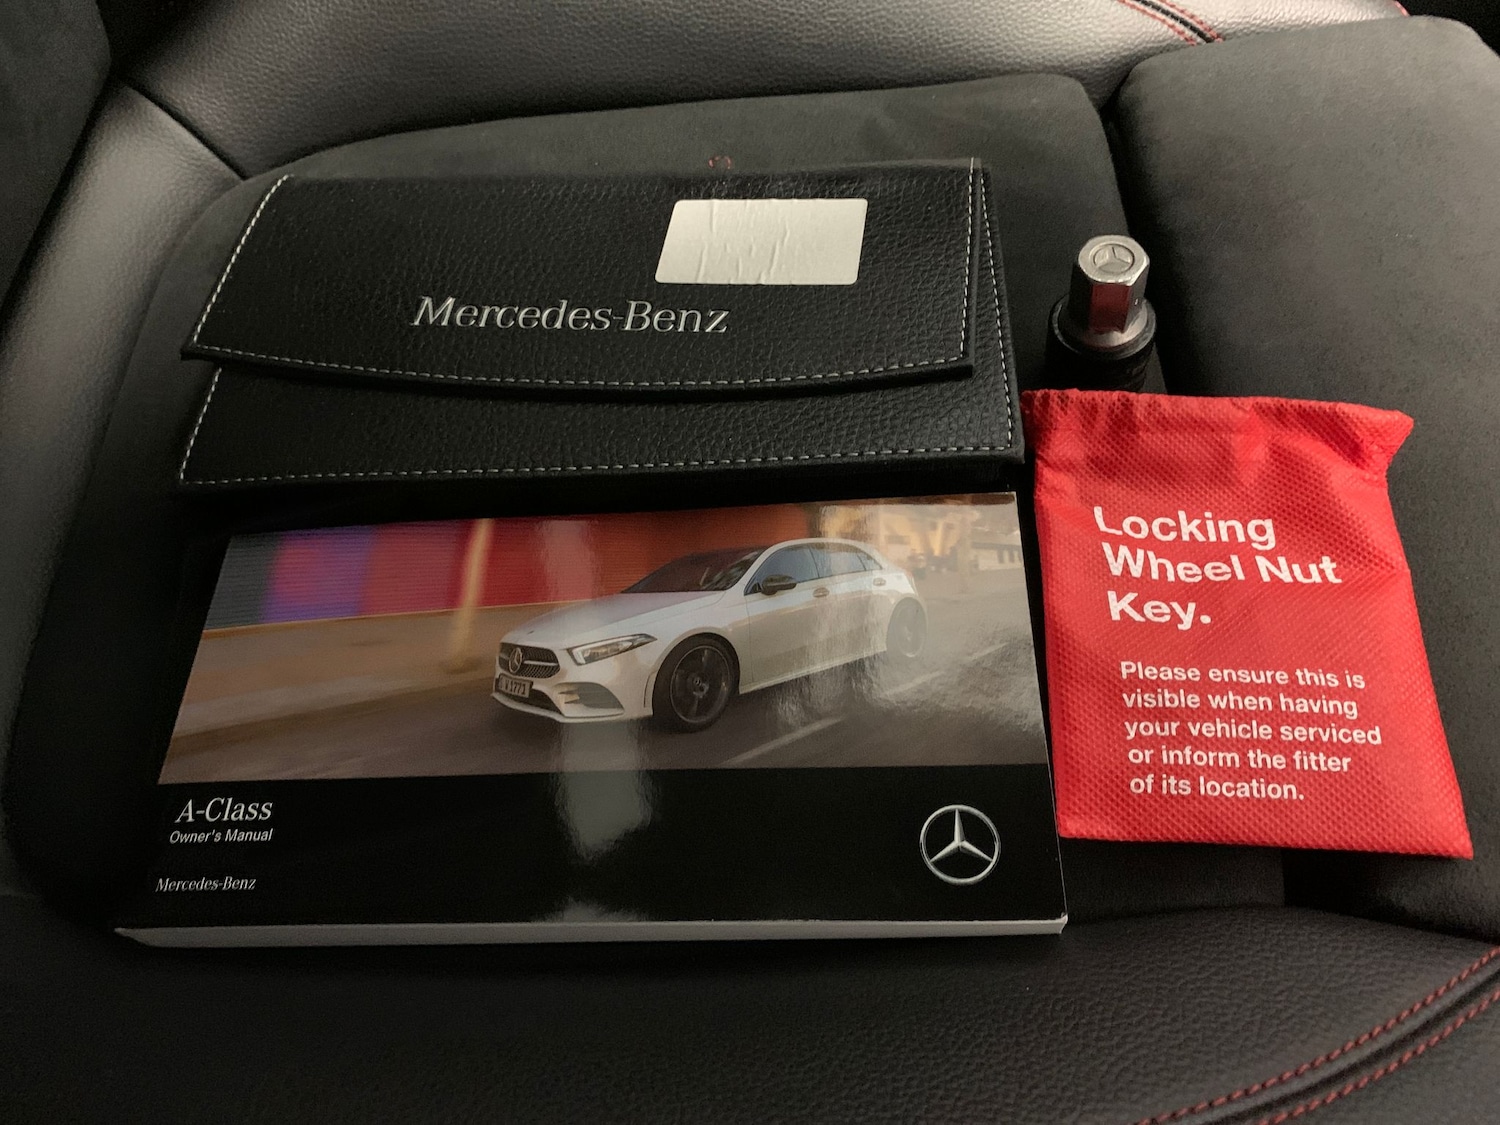 Mercedes-Benz
Locking
Wheel Nut
Key.
Please ensure this is
visible when having
your vehicle serviced
or inform the fitter
of its location.
A-Class
Owner's Manual
Mercedes-Benz